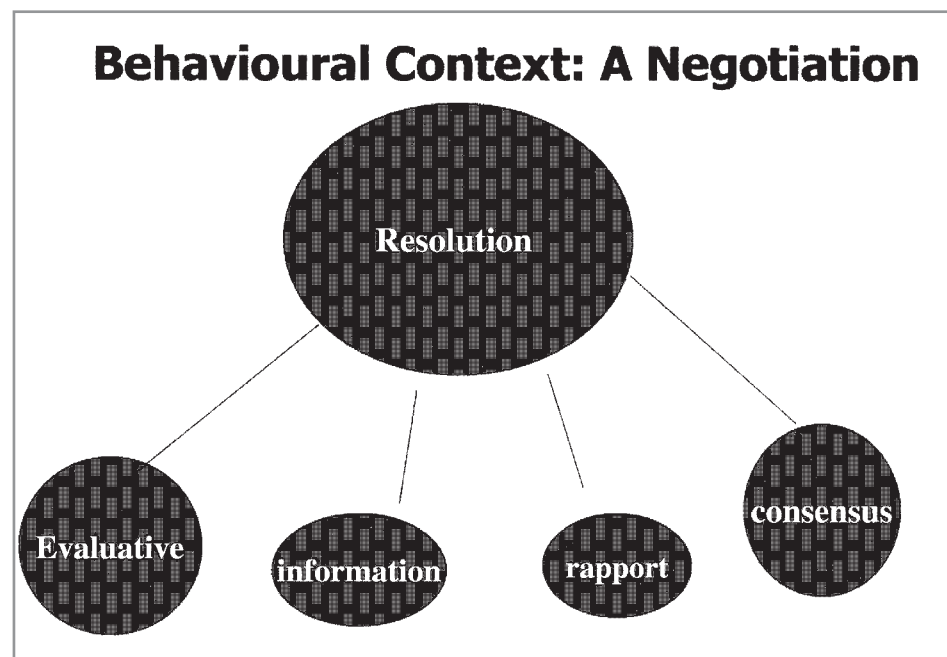 Behavioural Context: A Negotiation
Resolution
Evaluative
information
rapport
consensus